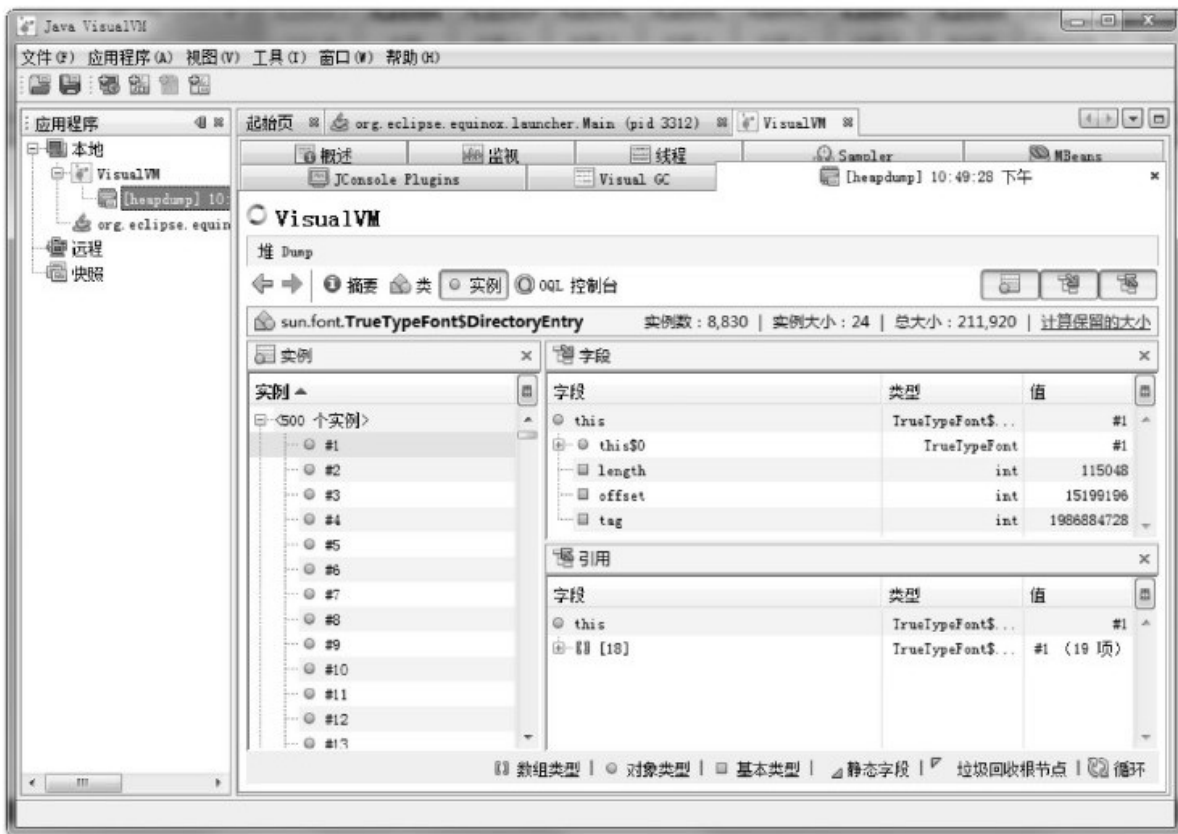 Java VisualVM
文件(F) 应用程序(A) 视图(V) 工具(T) 窗口(W) 帮助(H)
应用程序
本地
VisualVM
[heapdump] 10:
org.eclipse.equin
远程
快照
起始页 org.eclipse.equinox.launcher.Main (pid 3312) VisualVM
概述 监视 线程 Sampler MBeans
JConsole Plugins Visual GC [heapdump] 10:49:28 下午
VisualVM
堆 Dump
摘要 类 实例 OQL 控制台
sun.font.TrueTypeFont$DirectoryEntry 实例数：8,830 | 实例大小：24 | 总大小：211,920 | 计算保留的大小
实例
实例
<500 个实例>
#1
#2
#3
#4
#5
#6
#7
#8
#9
#10
#11
#12
#13
字段
字段 类型 值
this TrueTypeFont$... #1
this$0 TrueTypeFont #1
length int 115048
offset int 15199196
tag int 1986884728
引用
字段 类型 值
this TrueTypeFont$... #1
[18] TrueTypeFont$... #1 (19 项)
数组类型 | 对象类型 | 基本类型 | 静态字段 | 垃圾回收根节点 | 循环